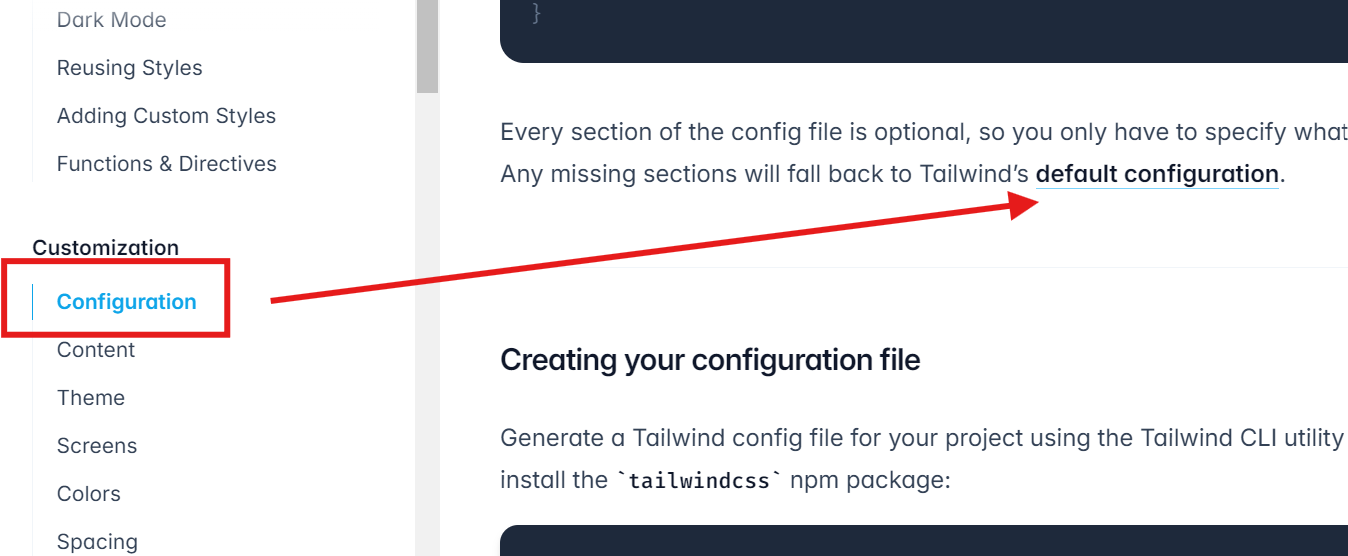 Dark Mode
Reusing Styles
Adding Custom Styles
Functions & Directives
Customization
Configuration
Content
Theme
Screens
Colors
Spacing
}
Every section of the config file is optional, so you only have to specify what
Any missing sections will fall back to Tailwind’s default configuration.
Creating your configuration file
Generate a Tailwind config file for your project using the Tailwind CLI utility
install the `tailwindcss` npm package: